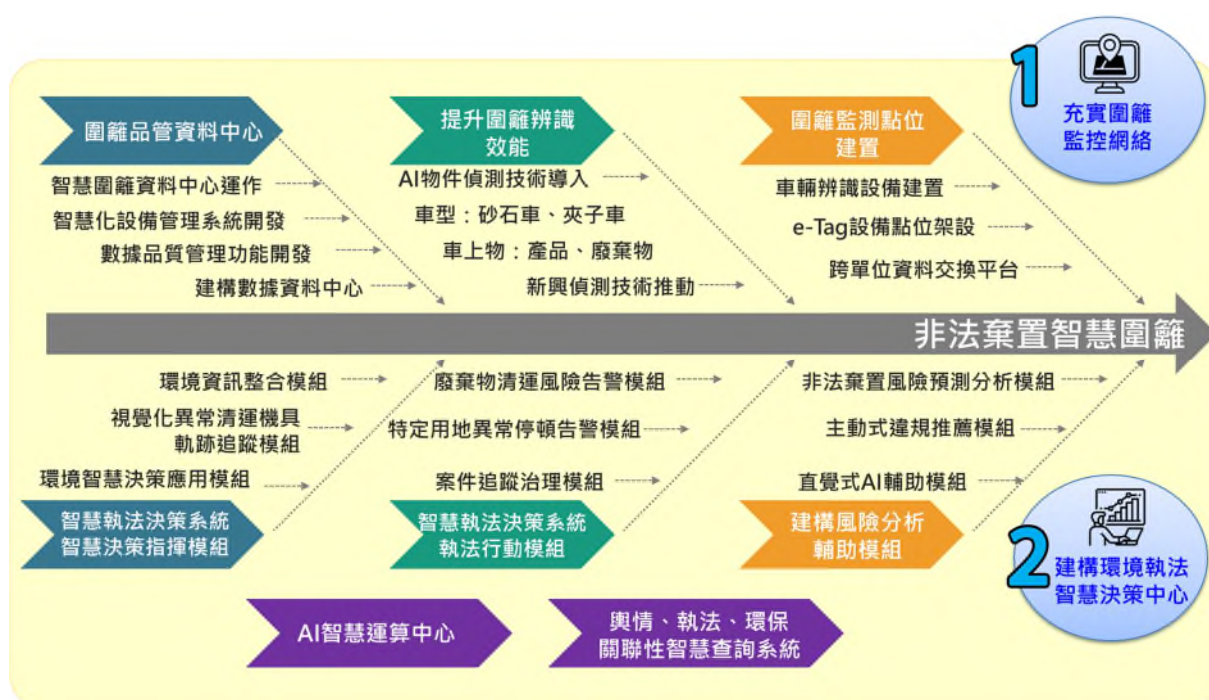 1
充實圍籬
監控網絡
圍籬品管資料中心
智慧圍籬資料中心運作
智慧化設備管理系統開發
數據品質管理功能開發
建構數據資料中心
提升圍籬辨識
效能
AI物件偵測技術導入
車型：砂石車、夾子車
車上物：產品、廢棄物
新興偵測技術推動
圍籬監測點位
建置
車輛辨識設備建置
e-Tag設備點位架設
跨單位資料交換平台
非法棄置智慧圍籬
環境資訊整合模組
視覺化異常清運機具
軌跡追蹤模組
環境智慧決策應用模組
智慧執法決策系統
智慧決策指揮模組
廢棄物清運風險告警模組
特定用地異常停頓告警模組
案件追蹤治理模組
智慧執法決策系統
執法行動模組
非法棄置風險預測分析模組
主動式違規推薦模組
直覺式AI輔助模組
建構風險分析
輔助模組
2
建構環境執法
智慧決策中心
AI智慧運算中心
輿情、執法、環保
關聯性智慧查詢系統